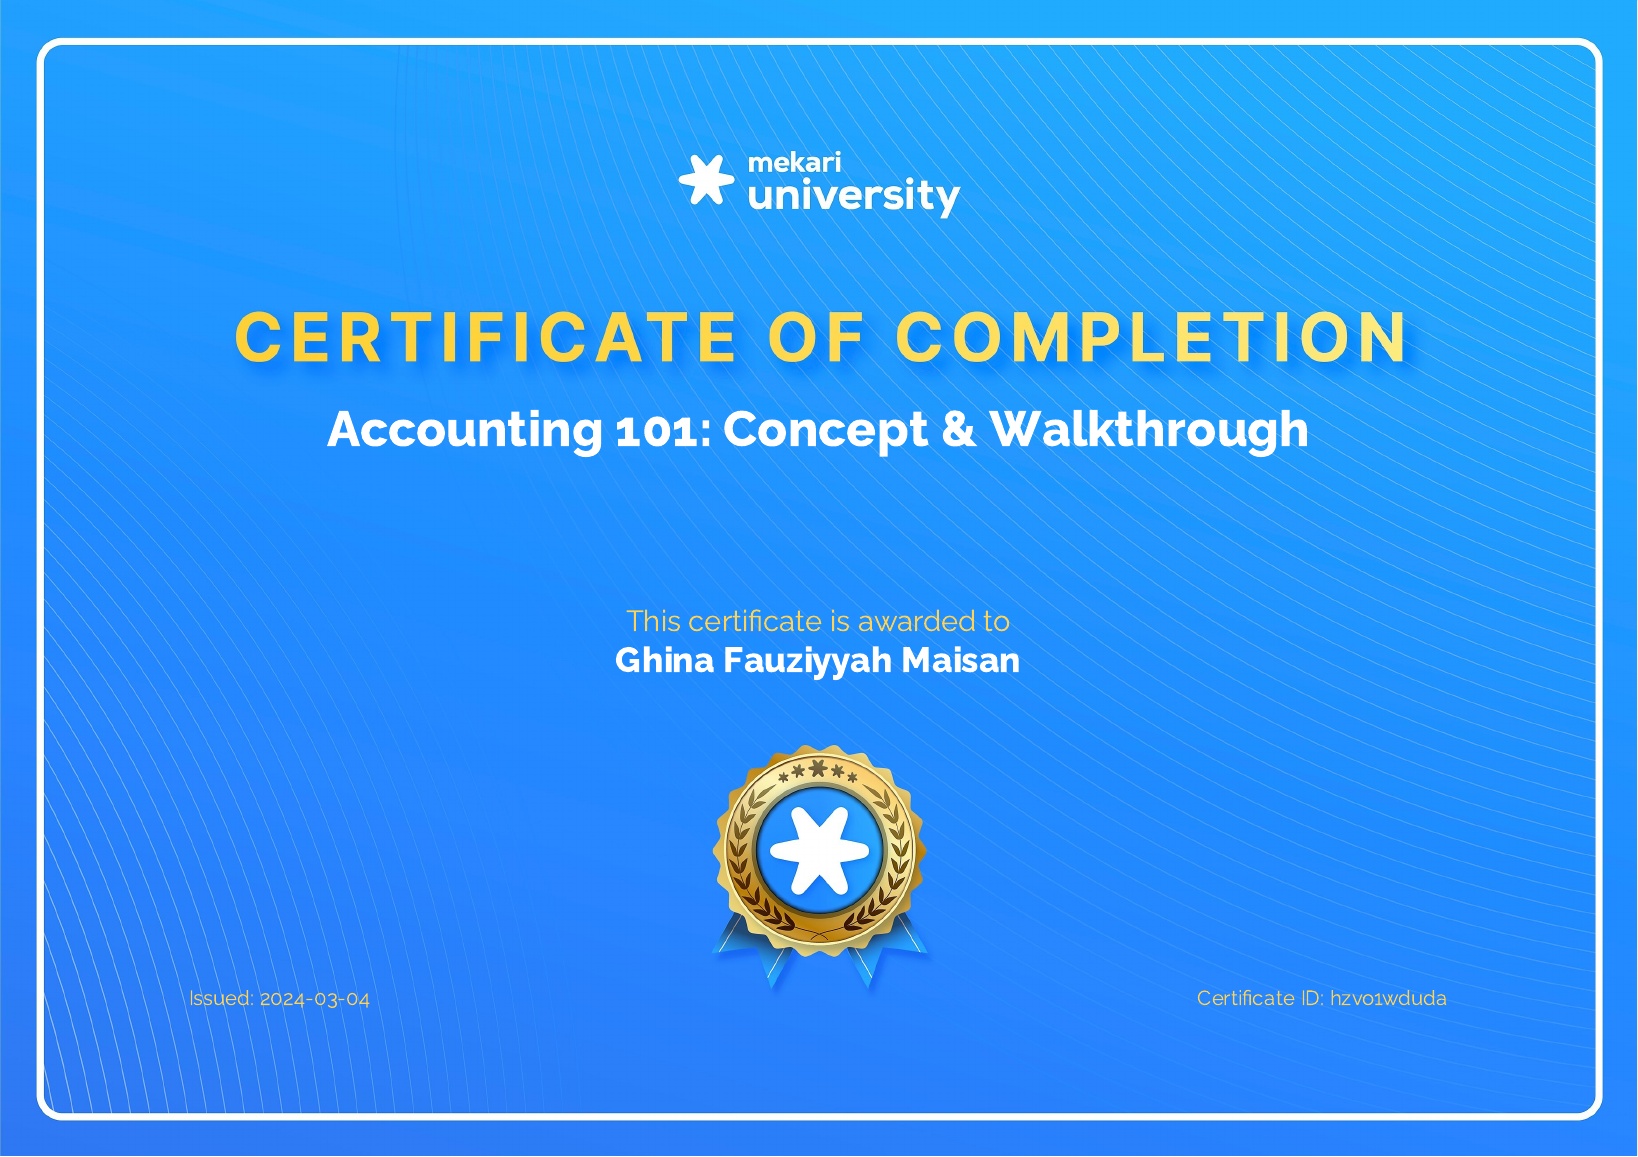 mekari
university
CERTIFICATE OF COMPLETION
Accounting 101: Concept & Walkthrough
This certificate is awarded to
Ghina Fauziyyah Maisan
Issued: 2024-03-04
Certificate ID: hzvo1wduda